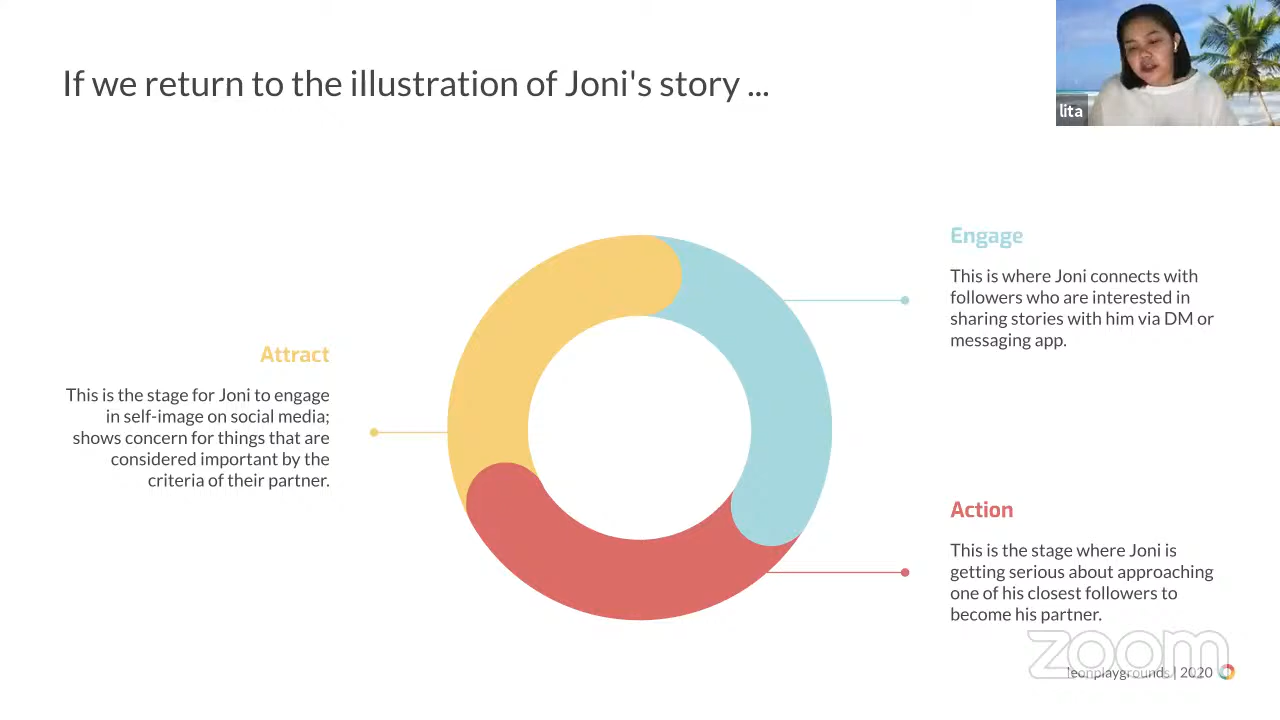 If we return to the illustration of Joni's story ...
lita
Engage
This is where Joni connects with
followers who are interested in
sharing stories with him via DM or
messaging app.
Attract
This is the stage for Joni to engage
in self-image on social media;
shows concern for things that are
considered important by the
criteria of their partner.
Action
This is the stage where Joni is
getting serious about approaching
one of his closest followers to
become his partner.
zoom
leonplaygrounds | 2020